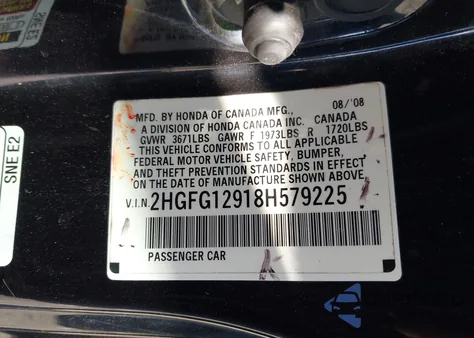 SNE E2
MFD. BY HONDA OF CANADA MFG., 08/'08
A DIVISION OF HONDA CANADA INC. CANADA
GVWR 3671LBS GAWR F 1973LBS R 1720LBS
THIS VEHICLE CONFORMS TO ALL APPLICABLE
FEDERAL MOTOR VEHICLE SAFETY, BUMPER,
AND THEFT PREVENTION STANDARDS IN EFFECT
ON THE DATE OF MANUFACTURE SHOWN ABOVE.
V.I.N. 2HGFG12918H579225
PASSENGER CAR